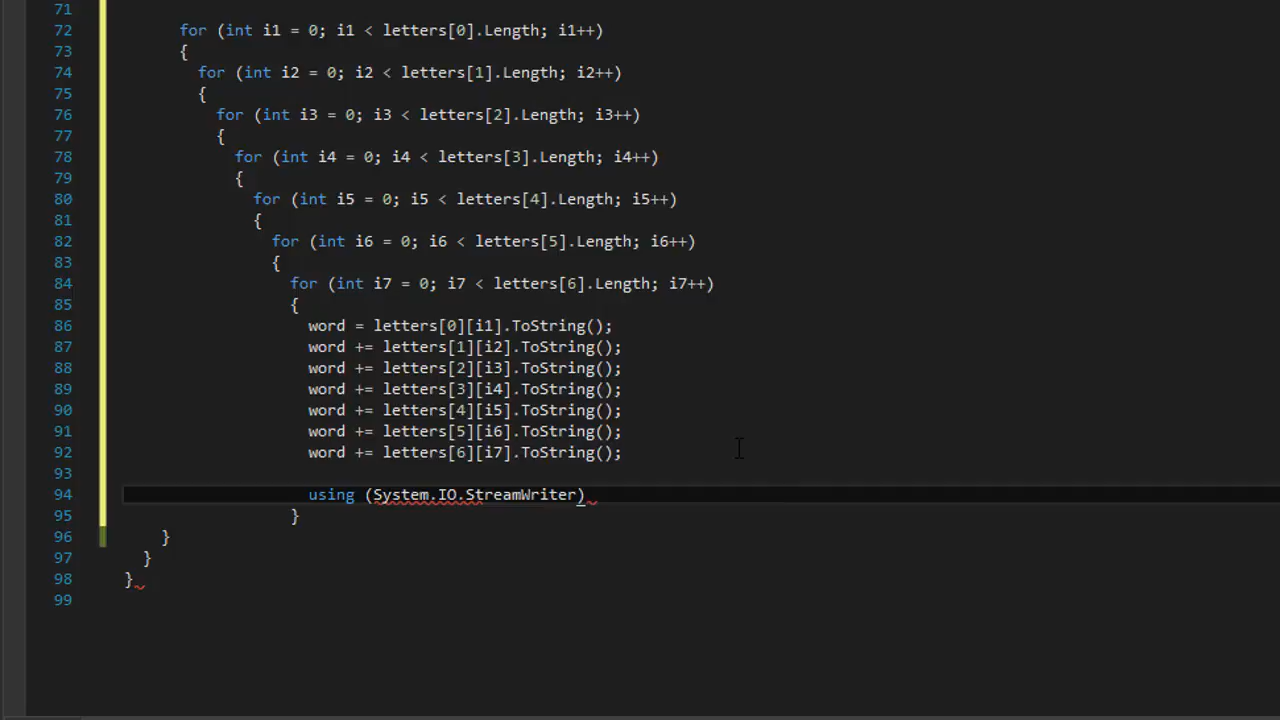 71
72 for (int i1 = 0; i1 < letters[0].Length; i1++)
73 {
74 for (int i2 = 0; i2 < letters[1].Length; i2++)
75 {
76 for (int i3 = 0; i3 < letters[2].Length; i3++)
77 {
78 for (int i4 = 0; i4 < letters[3].Length; i4++)
79 {
80 for (int i5 = 0; i5 < letters[4].Length; i5++)
81 {
82 for (int i6 = 0; i6 < letters[5].Length; i6++)
83 {
84 for (int i7 = 0; i7 < letters[6].Length; i7++)
85 {
86 word = letters[0][i1].ToString();
87 word += letters[1][i2].ToString();
88 word += letters[2][i3].ToString();
89 word += letters[3][i4].ToString();
90 word += letters[4][i5].ToString();
91 word += letters[5][i6].ToString();
92 word += letters[6][i7].ToString();
93
94 using (System.IO.StreamWriter)
95 }
96 }
97 }
98 }
99